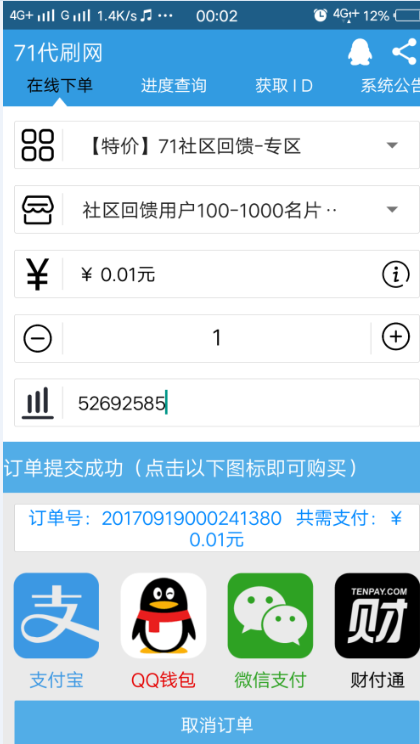 4G+ G 1.4K/s ··· 00:02 4G+ 12%
71代刷网
在线下单 进度查询 获取ID 系统公告
【特价】71社区回馈-专区
社区回馈用户100-1000名片··
¥ ¥ 0.01元
1
52692585
订单提交成功（点击以下图标即可购买）
订单号：20170919000241380 共需支付：¥
0.01元
支 TENPAY.COM 财
支付宝 QQ钱包 微信支付 财付通
取消订单